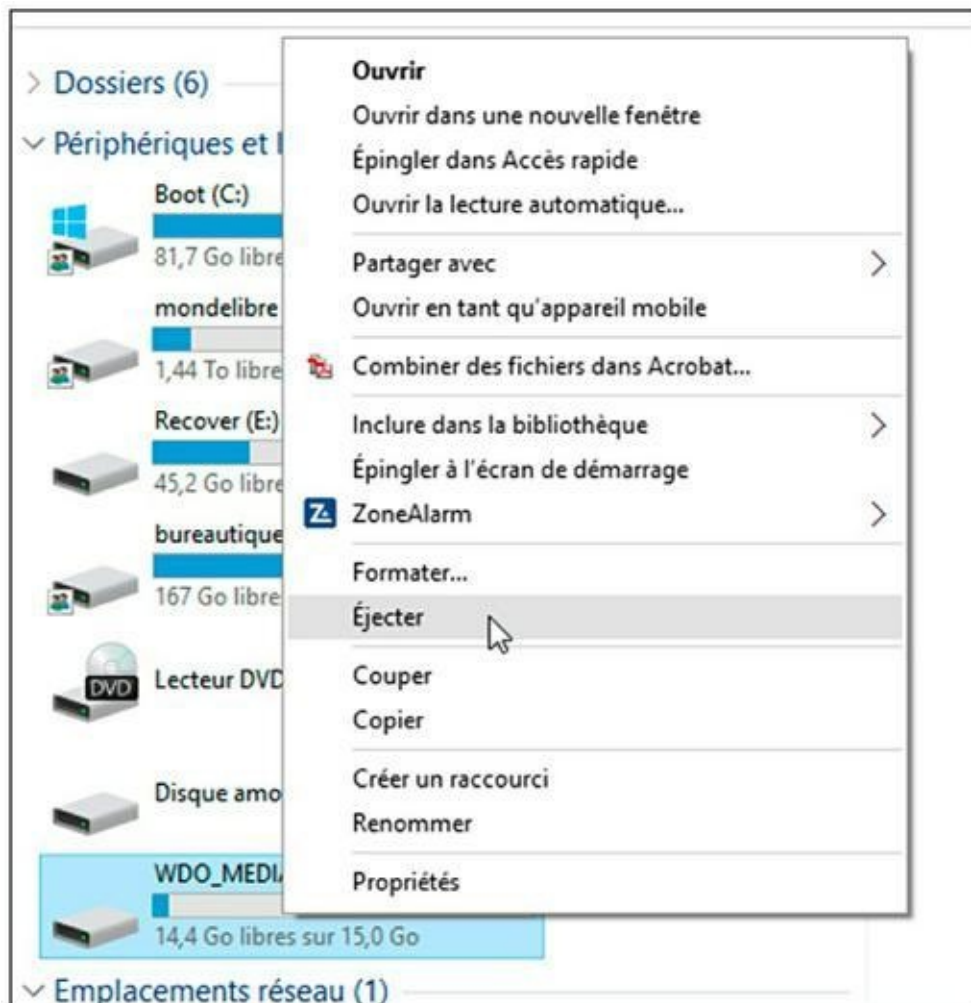 Dossiers (6)
Périphériques et
Boot (C:)
81,7 Go libre
mondelibre
1,44 To libre
Recover (E:)
45,2 Go libre
bureautique
167 Go libre
DVD
Lecteur DVD
Disque amo
WDO_MEDIA
14,4 Go libres sur 15,0 Go
Emplacements réseau (1)
Ouvrir
Ouvrir dans une nouvelle fenêtre
Épingler dans Accès rapide
Ouvrir la lecture automatique...
Partager avec
Ouvrir en tant qu'appareil mobile
Combiner des fichiers dans Acrobat...
Inclure dans la bibliothèque
Épingler à l'écran de démarrage
Z
ZoneAlarm
Formater...
Éjecter
Couper
Copier
Créer un raccourci
Renommer
Propriétés